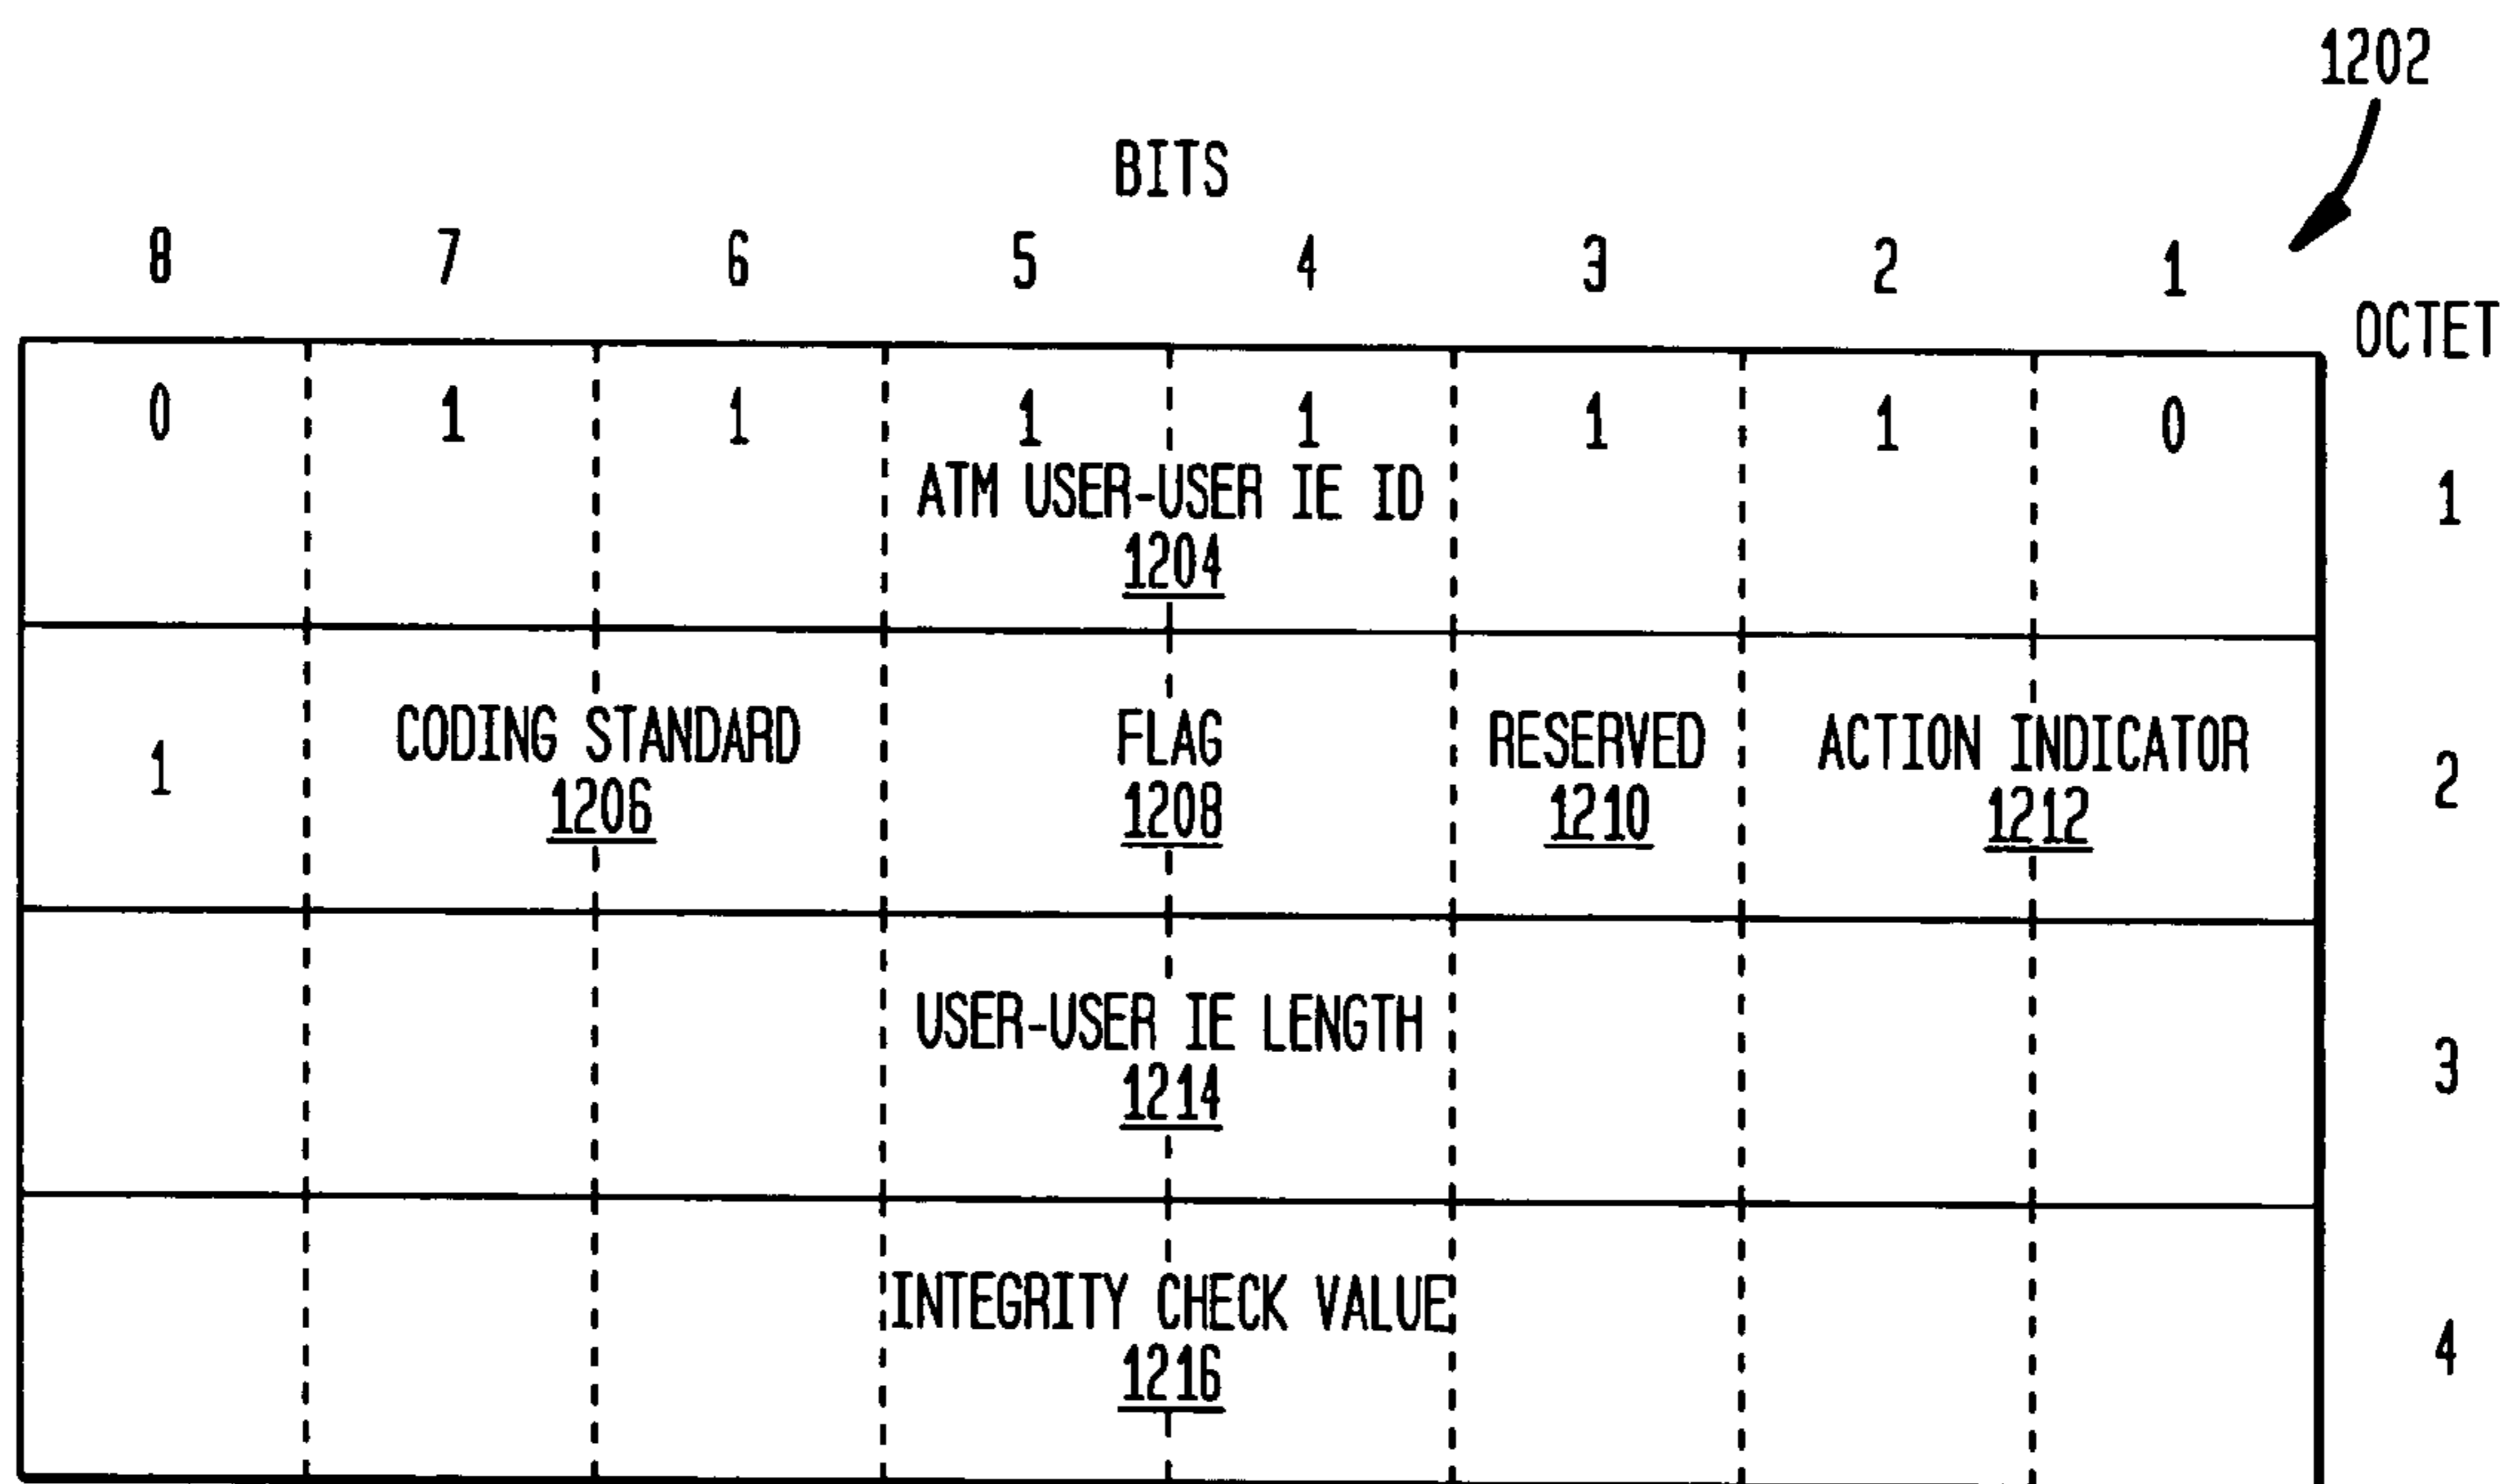 1202
BITS
8 7 6 5 4 3 2 1
OCTET
0 1 1 1 1 1 1 0
ATM USER-USER IE ID
1204
1
1 CODING STANDARD FLAG RESERVED ACTION INDICATOR
1206 1208 1210 1212
2
USER-USER IE LENGTH
1214
3
INTEGRITY CHECK VALUE
1216
4